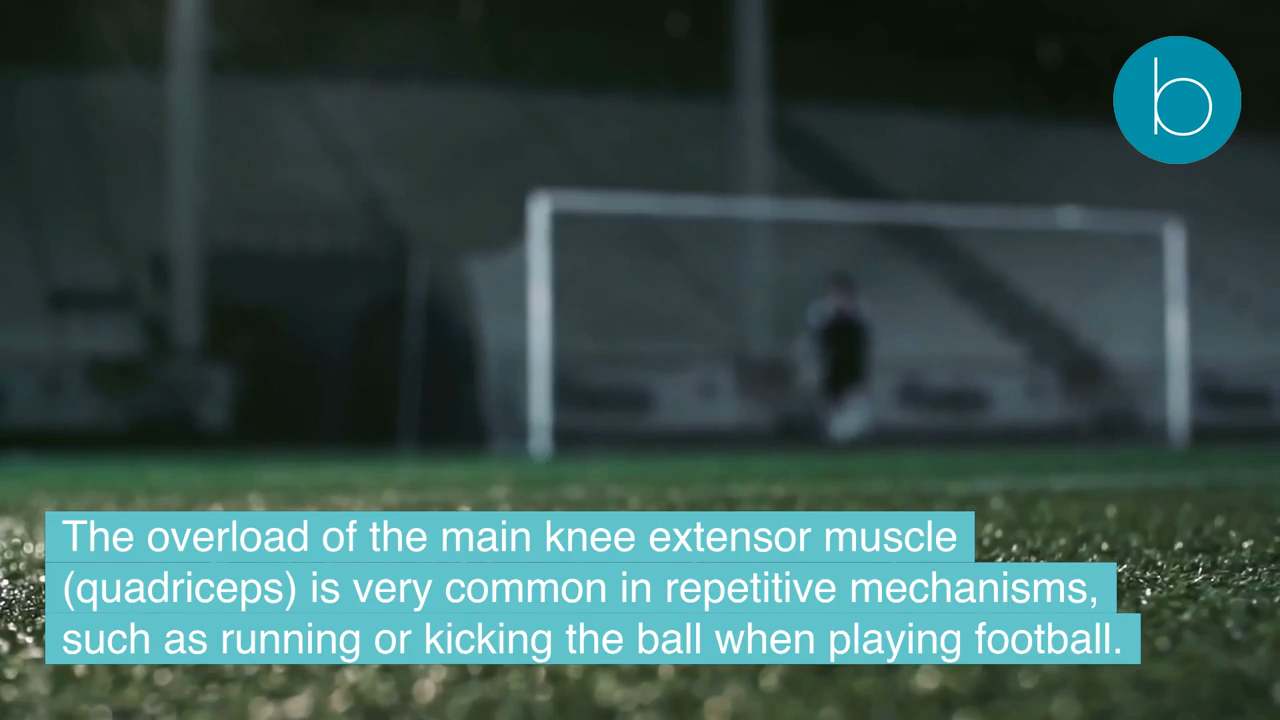 b
The overload of the main knee extensor muscle
(quadriceps) is very common in repetitive mechanisms,
such as running or kicking the ball when playing football.